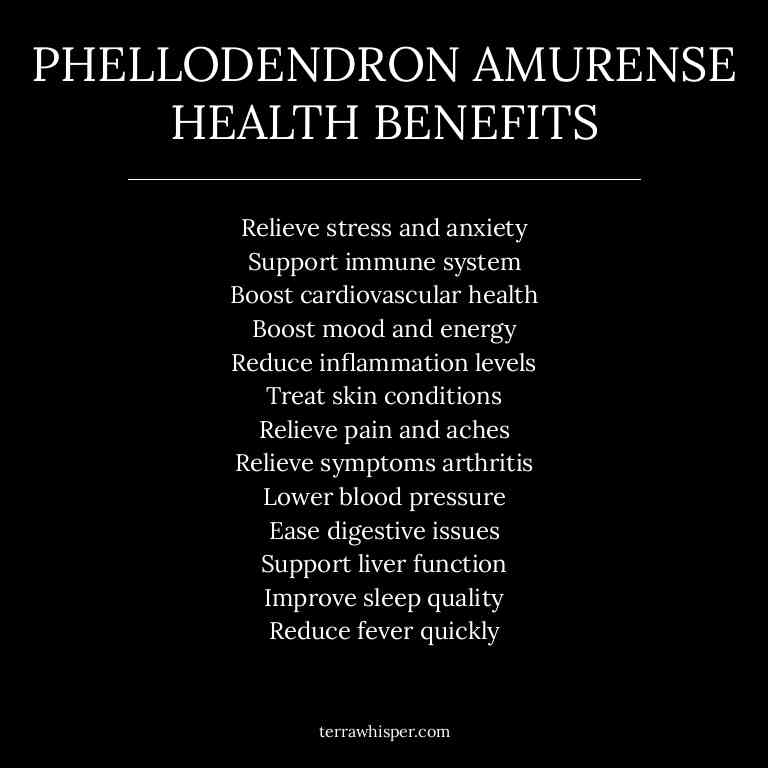 PHELLODENDRON AMURENSE
HEALTH BENEFITS
Relieve stress and anxiety
Support immune system
Boost cardiovascular health
Boost mood and energy
Reduce inflammation levels
Treat skin conditions
Relieve pain and aches
Relieve symptoms arthritis
Lower blood pressure
Ease digestive issues
Support liver function
Improve sleep quality
Reduce fever quickly
terrawhisper.com